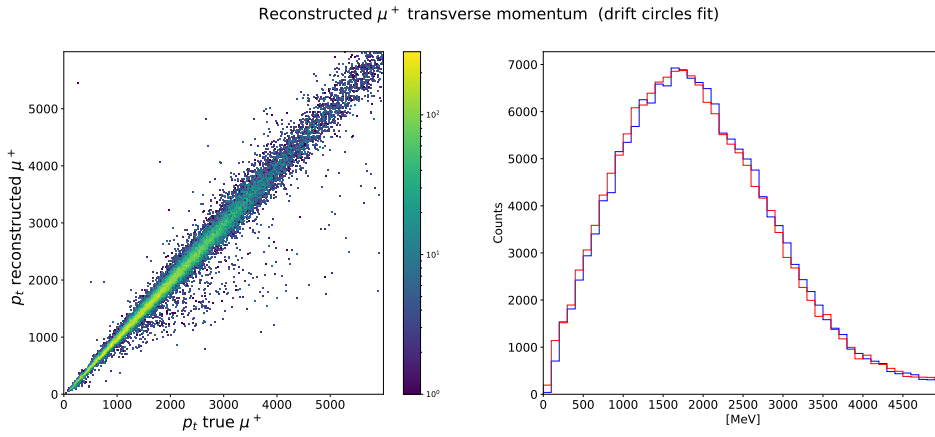 Reconstructed μ⁺ transverse momentum (drift circles fit)
p_t reconstructed μ⁺
5000
4000
3000
2000
1000
0
0 1000 2000 3000 4000 5000
p_t true μ⁺
10²
10¹
10⁰
Counts
7000
6000
5000
4000
3000
2000
1000
0
0 500 1000 1500 2000 2500 3000 3500 4000 4500
[MeV]